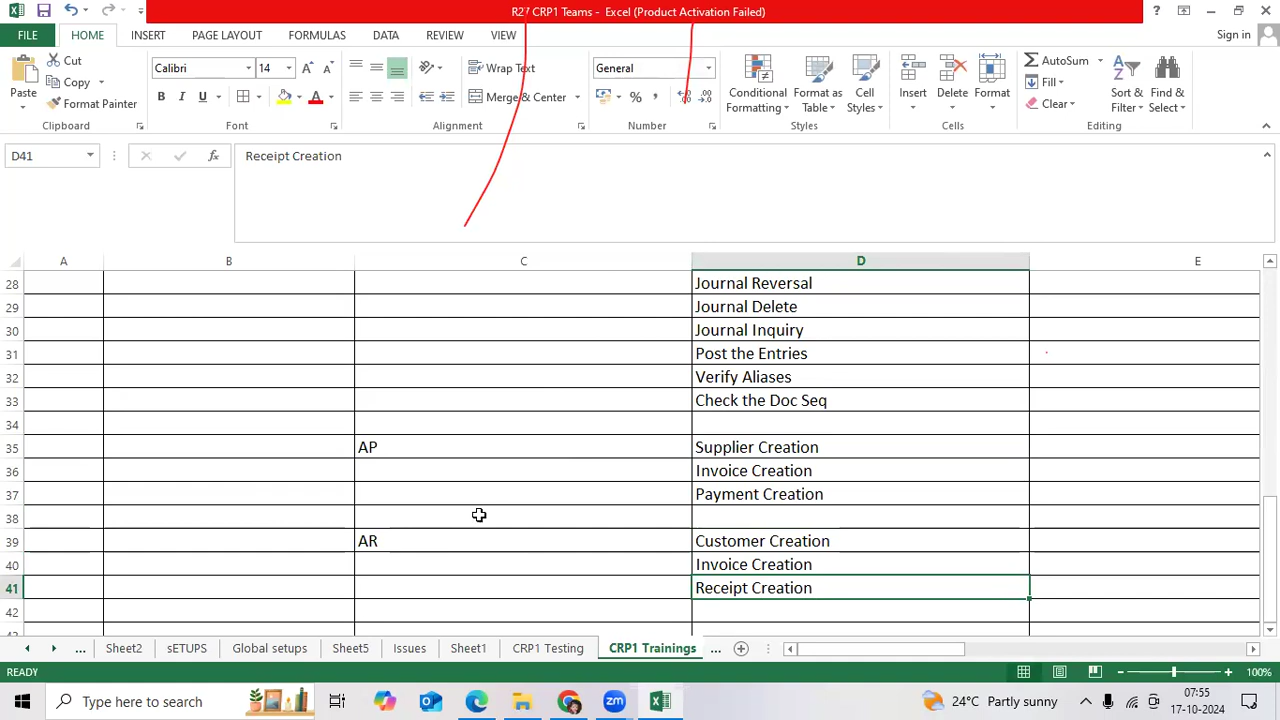 R27 CRP1 Teams - Excel (Product Activation Failed)
?
FILE HOME INSERT PAGE LAYOUT FORMULAS DATA REVIEW VIEW Sign in
Paste
Cut
Copy
Format Painter
Clipboard
Calibri 14
B I U
Font
Wrap Text
Merge & Center
Alignment
General
%
Number
Conditional Formatting
Format as Table
Cell Styles
Styles
Insert
Delete
Format
Cells
AutoSum
Fill
Clear
Sort & Filter
Find & Select
Editing
D41 fx Receipt Creation
A B C D E
28 Journal Reversal
29 Journal Delete
30 Journal Inquiry
31 Post the Entries
32 Verify Aliases
33 Check the Doc Seq
34
35 AP Supplier Creation
36 Invoice Creation
37 Payment Creation
38
39 AR Customer Creation
40 Invoice Creation
41 Receipt Creation
42
... Sheet2 sETUPS Global setups Sheet5 Issues Sheet1 CRP1 Testing CRP1 Trainings ...
READY 100%
Type here to search zm 24°C Partly sunny 07:55
17-10-2024